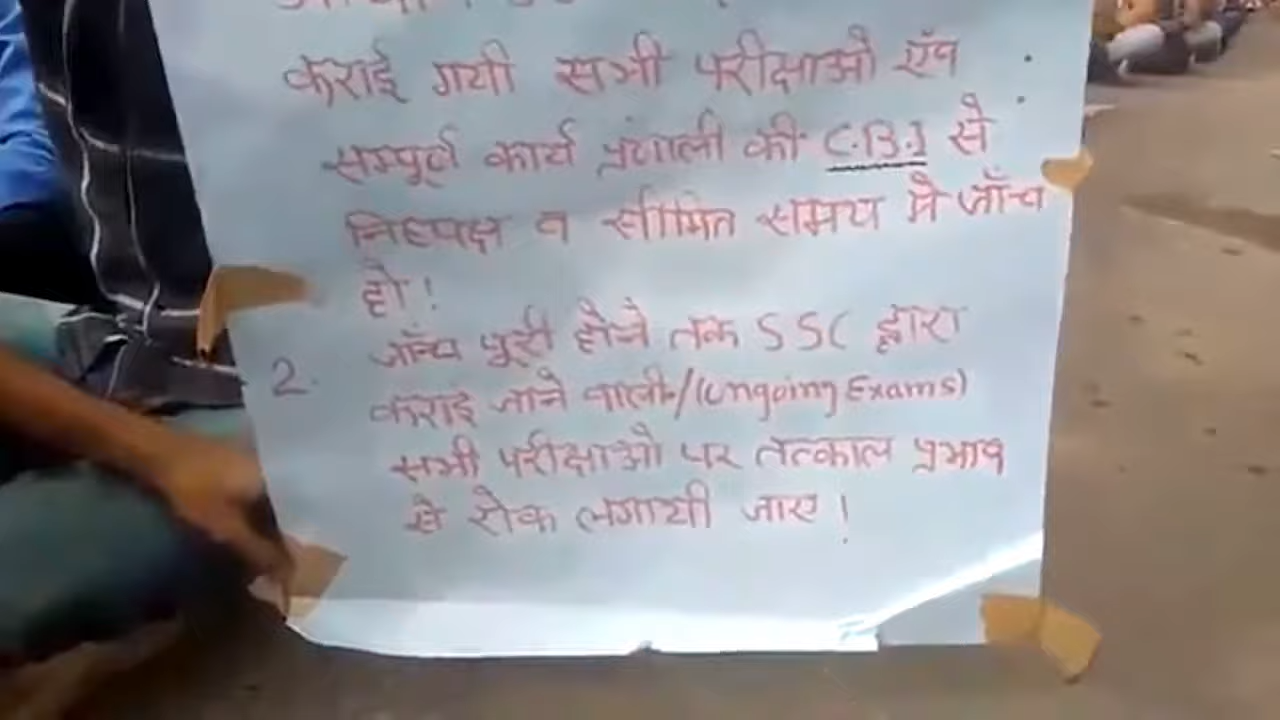 कराई गयी सभी परीक्षाओ एंव
सम्पूर्ण कार्य प्रणाली की C.B.I से
निष्पक्ष व सीमित समय मे जाँच
हो!
2. जाँच पूरी होने तक SSC द्वारा
कराई जाने वाली/(Ongoing Exams)
सभी परीक्षाओ पर तत्काल प्रभाव
से रोक लगायी जाए!